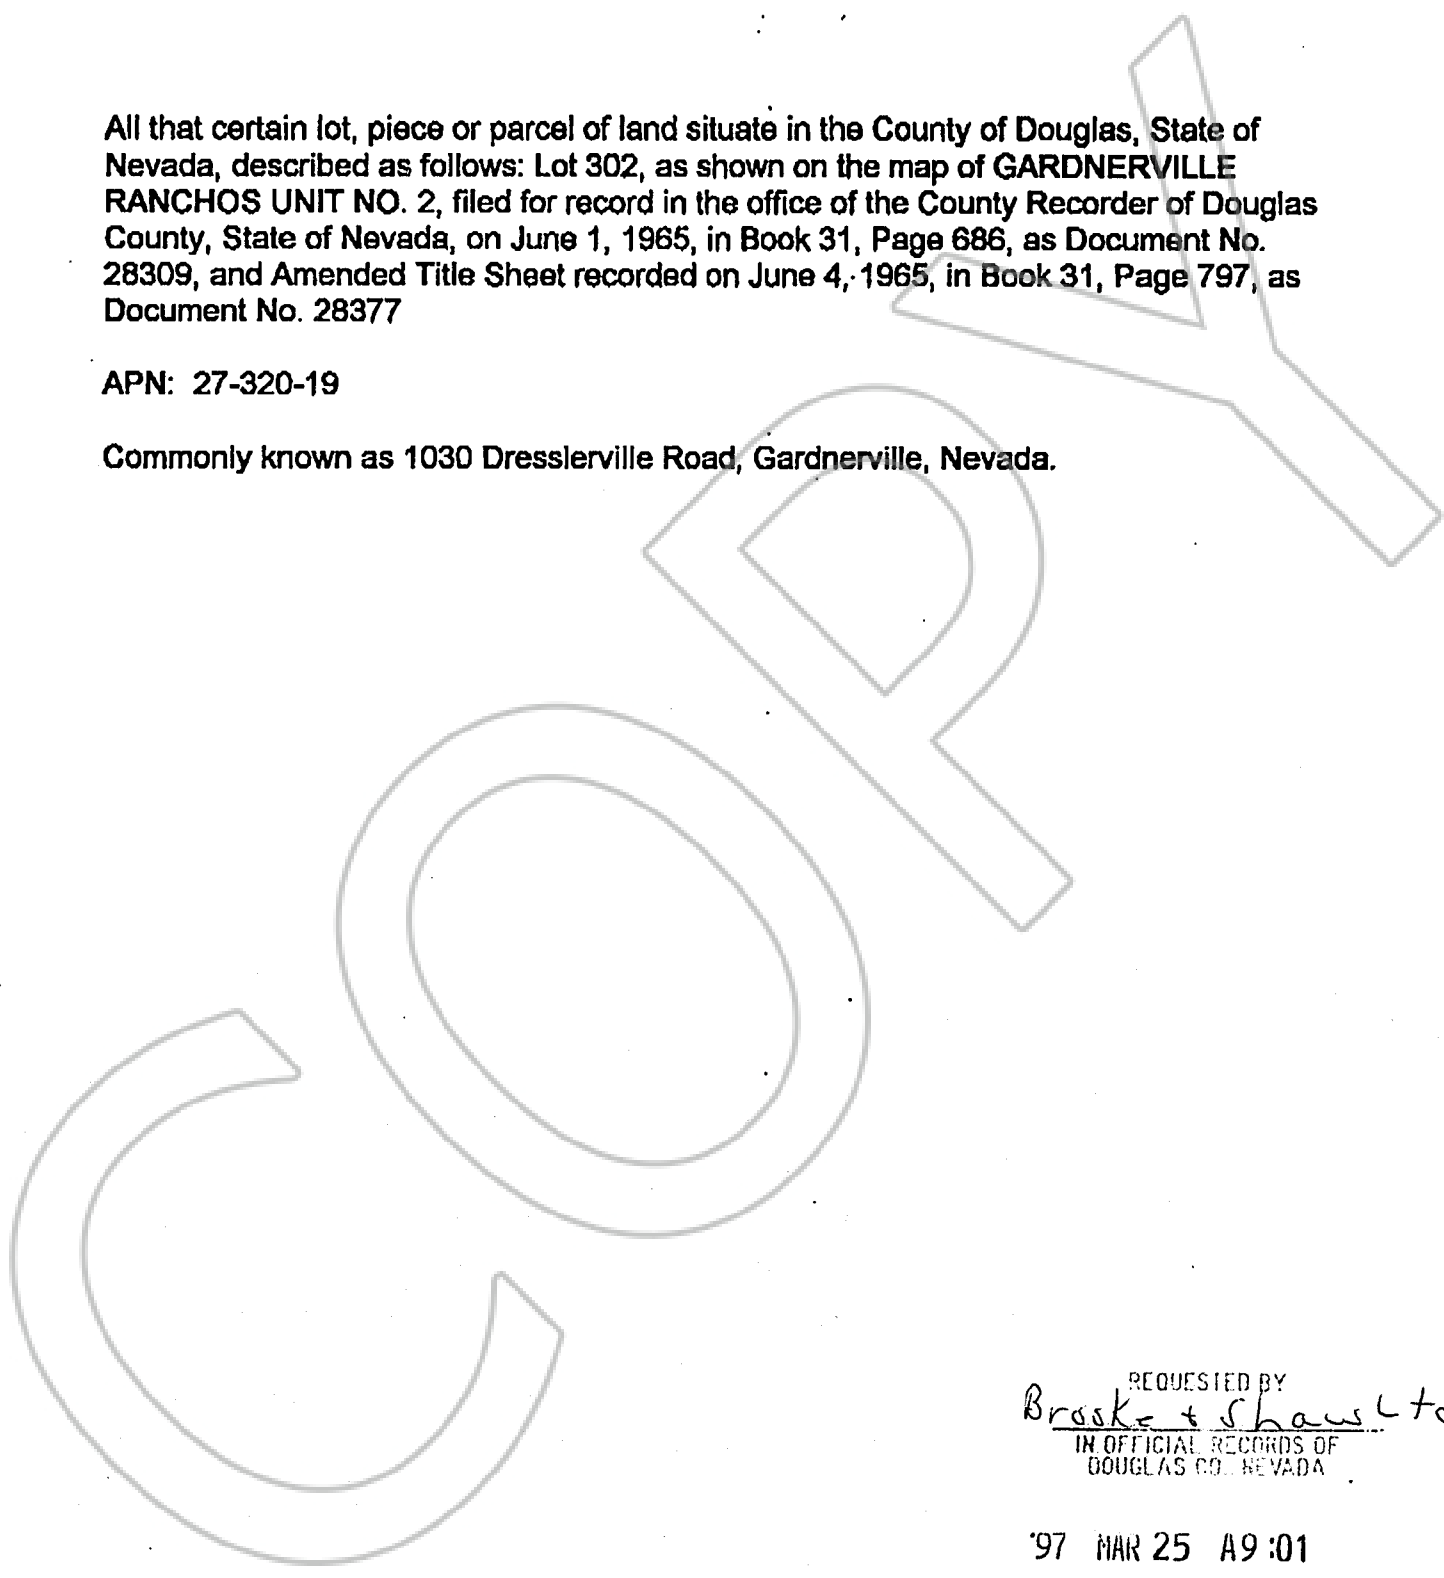 All that certain lot, piece or parcel of land situate in the County of Douglas, State of
Nevada, described as follows: Lot 302, as shown on the map of GARDNERVILLE
RANCHOS UNIT NO. 2, filed for record in the office of the County Recorder of Douglas
County, State of Nevada, on June 1, 1965, in Book 31, Page 686, as Document No.
28309, and Amended Title Sheet recorded on June 4, 1965, in Book 31, Page 797, as
Document No. 28377
APN: 27-320-19
Commonly known as 1030 Dresslerville Road, Gardnerville, Nevada.
COPY
REQUESTED BY
+ Shaw Ltd
IN OFFICIAL RECORDS OF
DOUGLAS CO. NEVADA
'97 MAR 25 A9:01